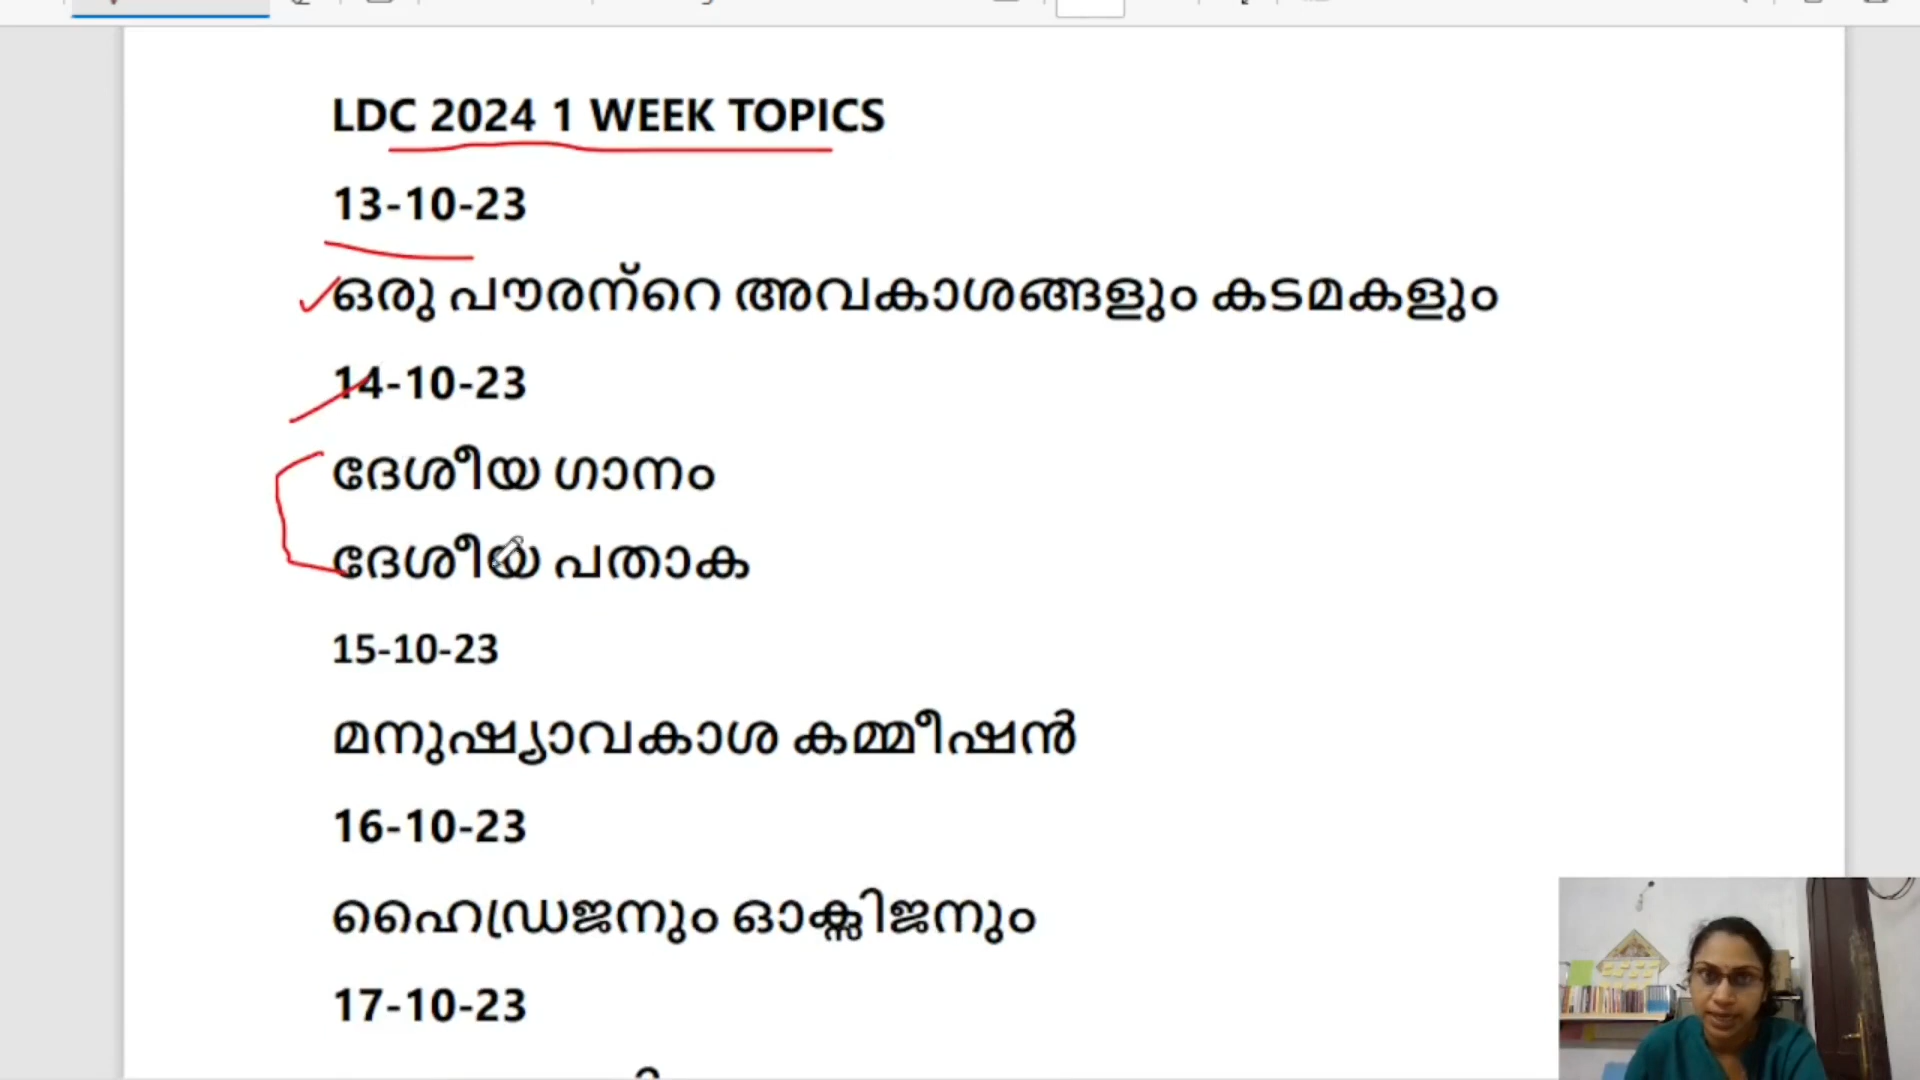 LDC 2024 1 WEEK TOPICS
13-10-23
ഒരു പൗരന്റെ അവകാശങ്ങളും കടമകളും
14-10-23
ദേശീയ ഗാനം
ദേശീയ പതാക
15-10-23
മനുഷ്യാവകാശ കമ്മീഷൻ
16-10-23
ഹൈഡ്രജനും ഓക്സിജനും
17-10-23